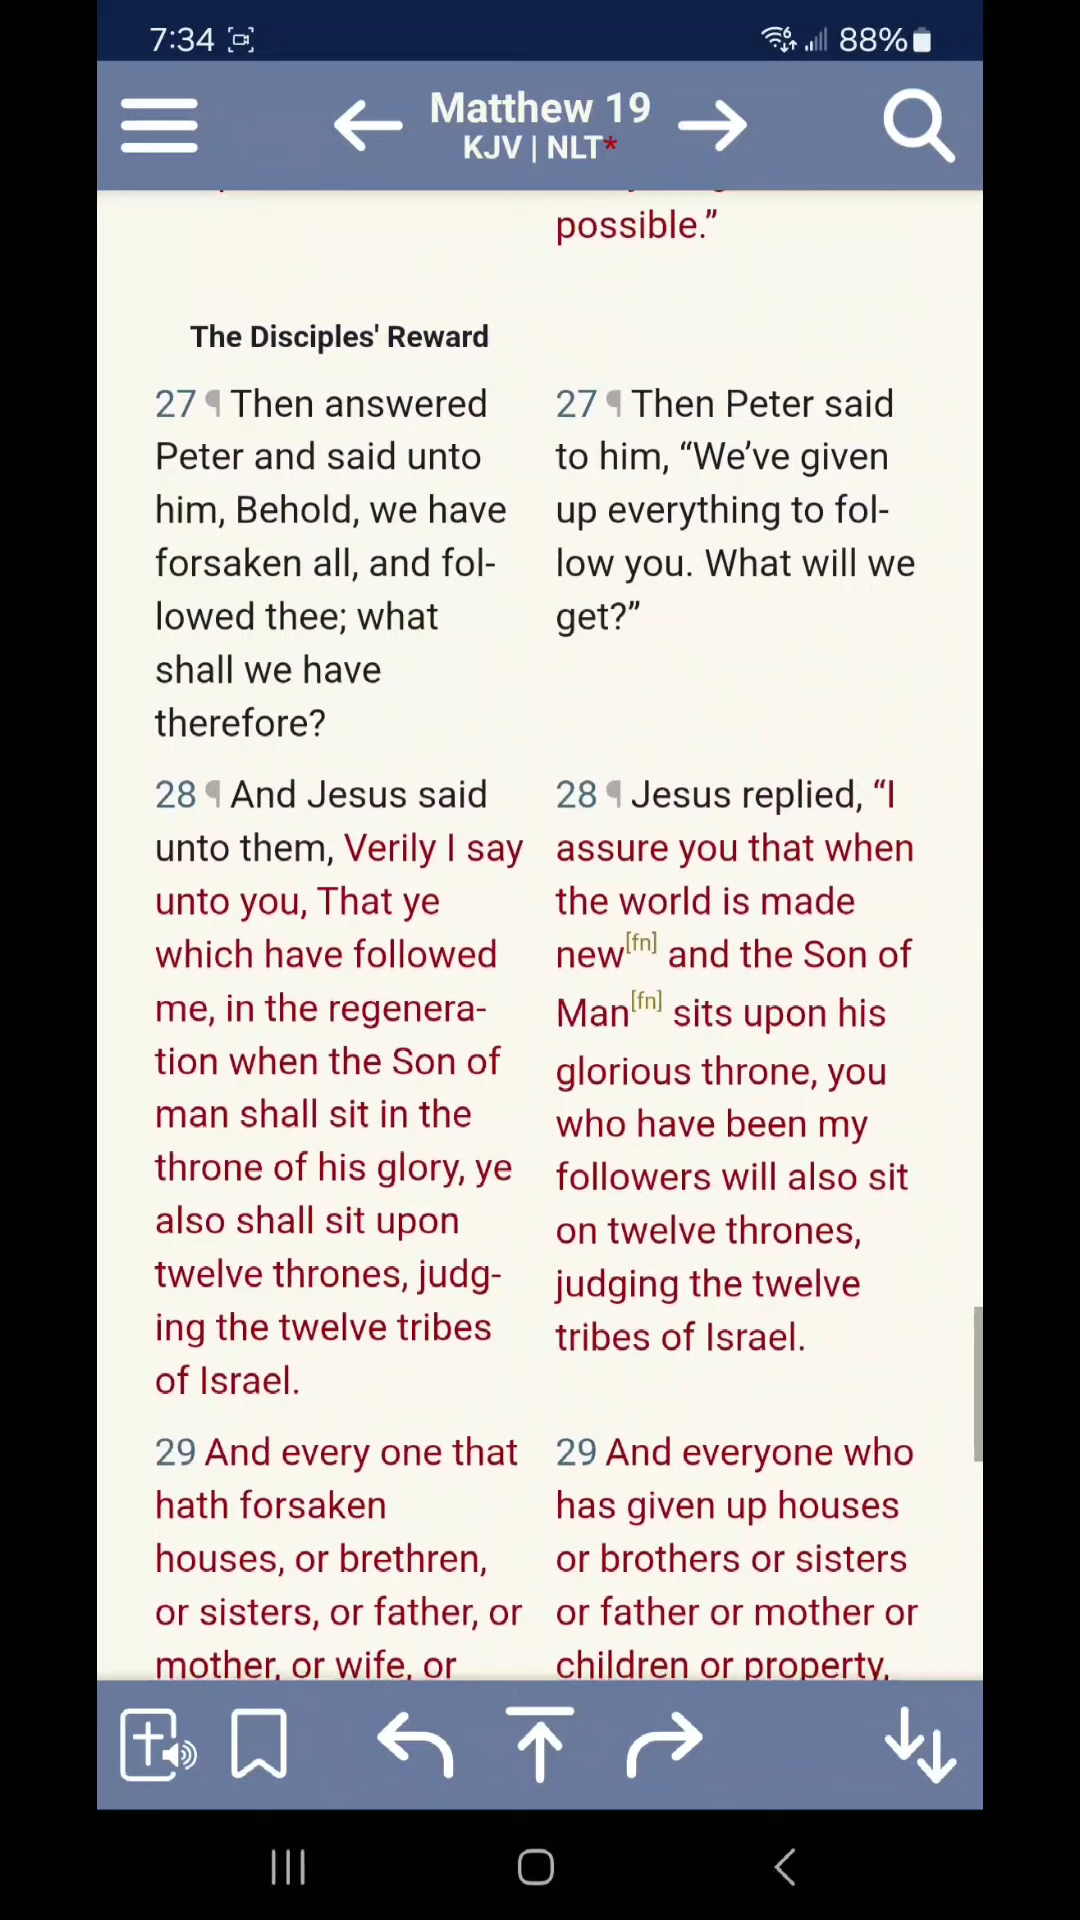 7:34 88%
Matthew 19
KJV | NLT*
possible.”
The Disciples' Reward
27 ¶ Then answered
Peter and said unto
him, Behold, we have
forsaken all, and fol-
lowed thee; what
shall we have
therefore?
27 ¶ Then Peter said
to him, “We’ve given
up everything to fol-
low you. What will we
get?”
28 ¶ And Jesus said
unto them, Verily I say
unto you, That ye
which have followed
me, in the regenera-
tion when the Son of
man shall sit in the
throne of his glory, ye
also shall sit upon
twelve thrones, judg-
ing the twelve tribes
of Israel.
28 ¶ Jesus replied, “I
assure you that when
the world is made
new[fn] and the Son of
Man[fn] sits upon his
glorious throne, you
who have been my
followers will also sit
on twelve thrones,
judging the twelve
tribes of Israel.
29 And every one that
hath forsaken
houses, or brethren,
or sisters, or father, or
mother, or wife, or
29 And everyone who
has given up houses
or brothers or sisters
or father or mother or
children or property,